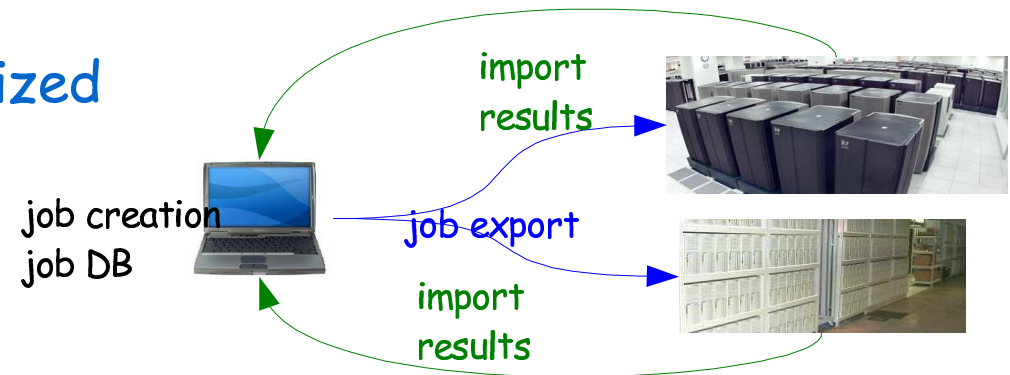 ized
import
results
job creation
job DB
job export
import
results